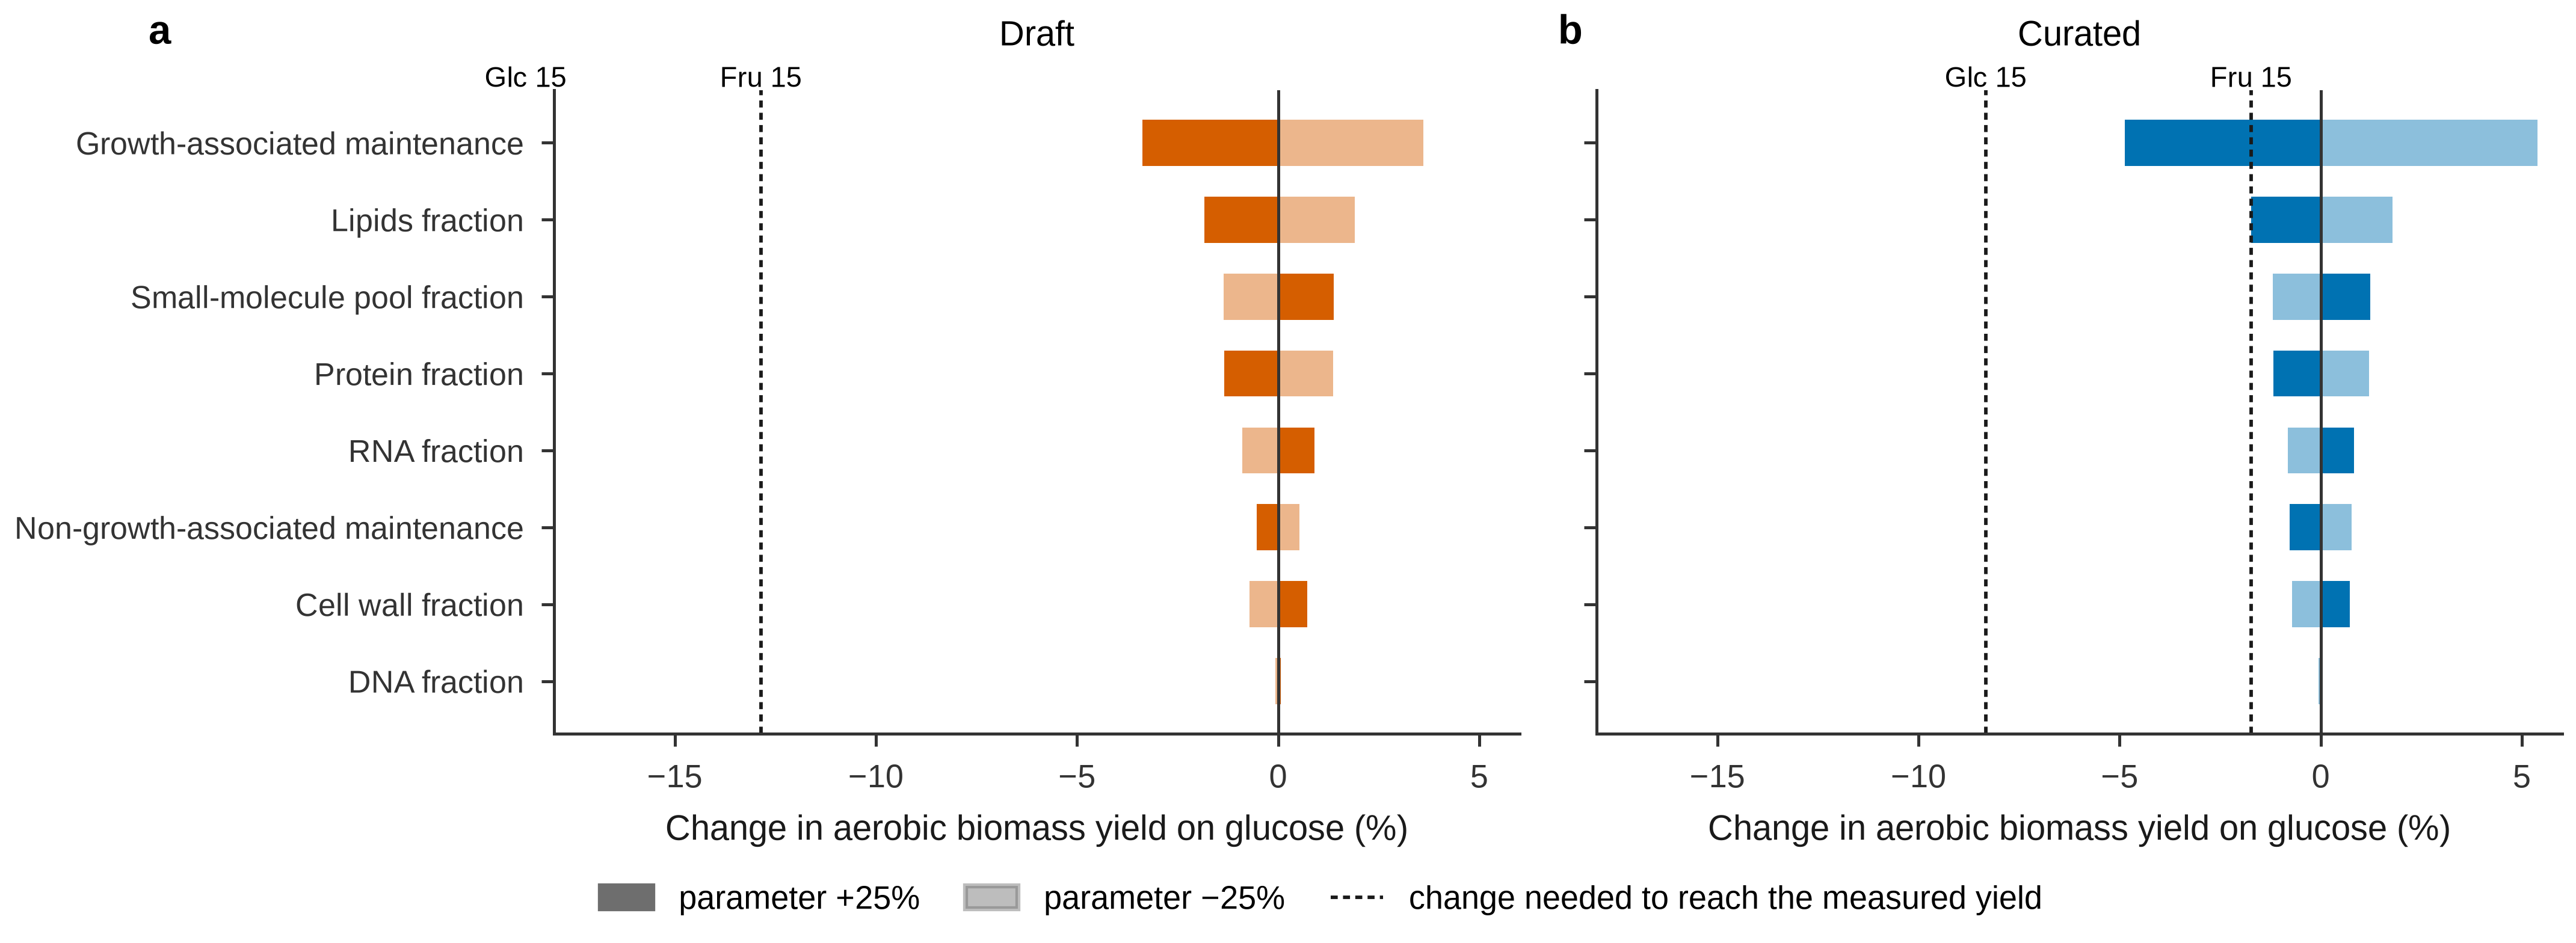 a
Draft
Glc 15
Fru 15
Growth-associated maintenance
Lipids fraction
Small-molecule pool fraction
Protein fraction
RNA fraction
Non-growth-associated maintenance
Cell wall fraction
DNA fraction
−15
−10
−5
0
5
Change in aerobic biomass yield on glucose (%)
b
Curated
Glc 15
Fru 15
−15
−10
−5
0
5
Change in aerobic biomass yield on glucose (%)
parameter +25%
parameter −25%
change needed to reach the measured yield